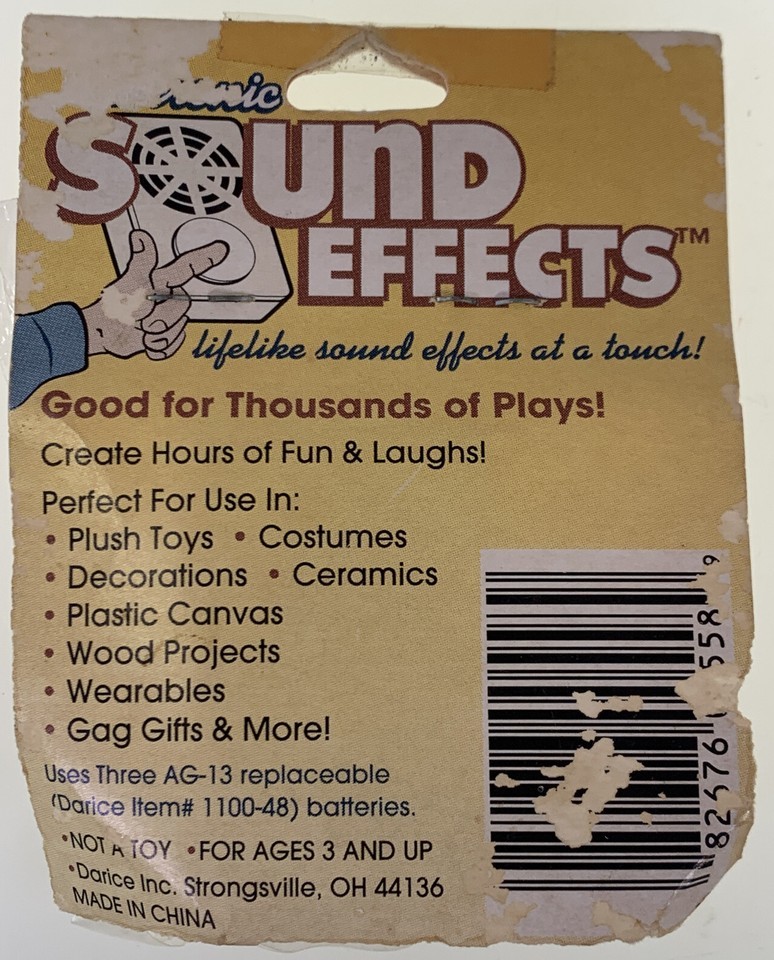 SOUND
EFFECTS™
lifelike sound effects at a touch!
Good for Thousands of Plays!
Create Hours of Fun & Laughs!
Perfect For Use In:
• Plush Toys • Costumes
• Decorations • Ceramics
• Plastic Canvas
• Wood Projects
• Wearables
• Gag Gifts & More!
Uses Three AG-13 replaceable
(Darice Item# 1100-48) batteries.
•NOT A TOY •FOR AGES 3 AND UP
•Darice Inc. Strongsville, OH 44136
MADE IN CHINA
9